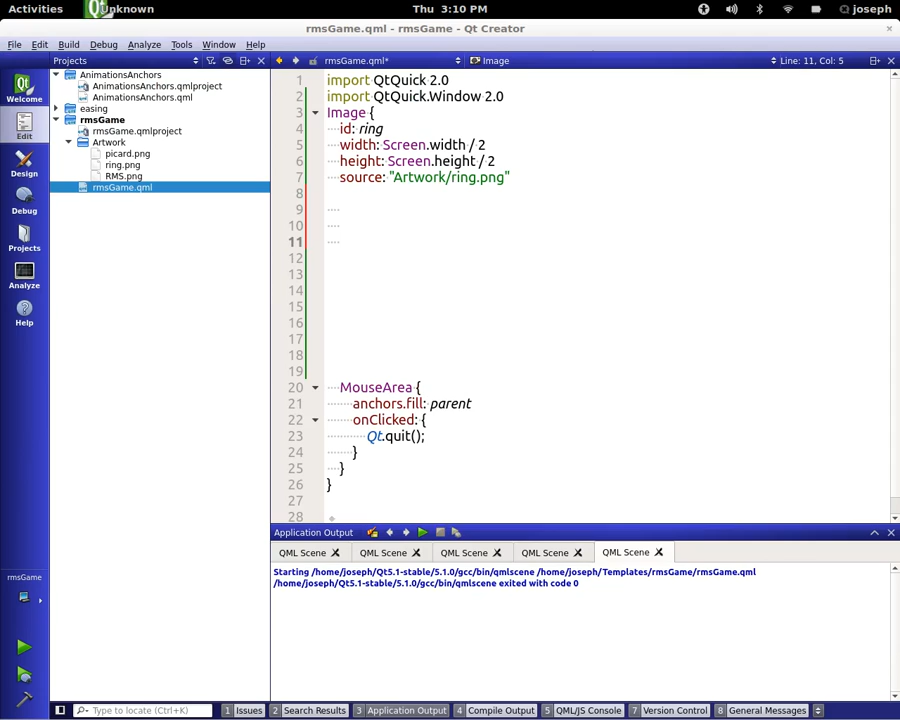 Activities Unknown Thu 3:10 PM joseph
rmsGame.qml - rmsGame - Qt Creator
File Edit Build Debug Analyze Tools Window Help
Projects rmsGame.qml* Image Line: 11, Col: 5
Welcome
Edit
Design
Debug
Projects
Analyze
Help
rmsGame
AnimationsAnchors
AnimationsAnchors.qmlproject
AnimationsAnchors.qml
easing
rmsGame
rmsGame.qmlproject
Artwork
picard.png
ring.png
RMS.png
rmsGame.qml
1 import QtQuick 2.0
2 import QtQuick.Window 2.0
3 Image {
4 id: ring
5 width: Screen.width / 2
6 height: Screen.height / 2
7 source: "Artwork/ring.png"
8
9
10
11
12
13
14
15
16
17
18
19
20 MouseArea {
21 anchors.fill: parent
22 onClicked: {
23 Qt.quit();
24 }
25 }
26 }
27
28
Application Output
QML Scene QML Scene QML Scene QML Scene QML Scene
Starting /home/joseph/Qt5.1-stable/5.1.0/gcc/bin/qmlscene /home/joseph/Templates/rmsGame/rmsGame.qml
/home/joseph/Qt5.1-stable/5.1.0/gcc/bin/qmlscene exited with code 0
Type to locate (Ctrl+K) 1 Issues 2 Search Results 3 Application Output 4 Compile Output 5 QML/JS Console 7 Version Control 8 General Messages